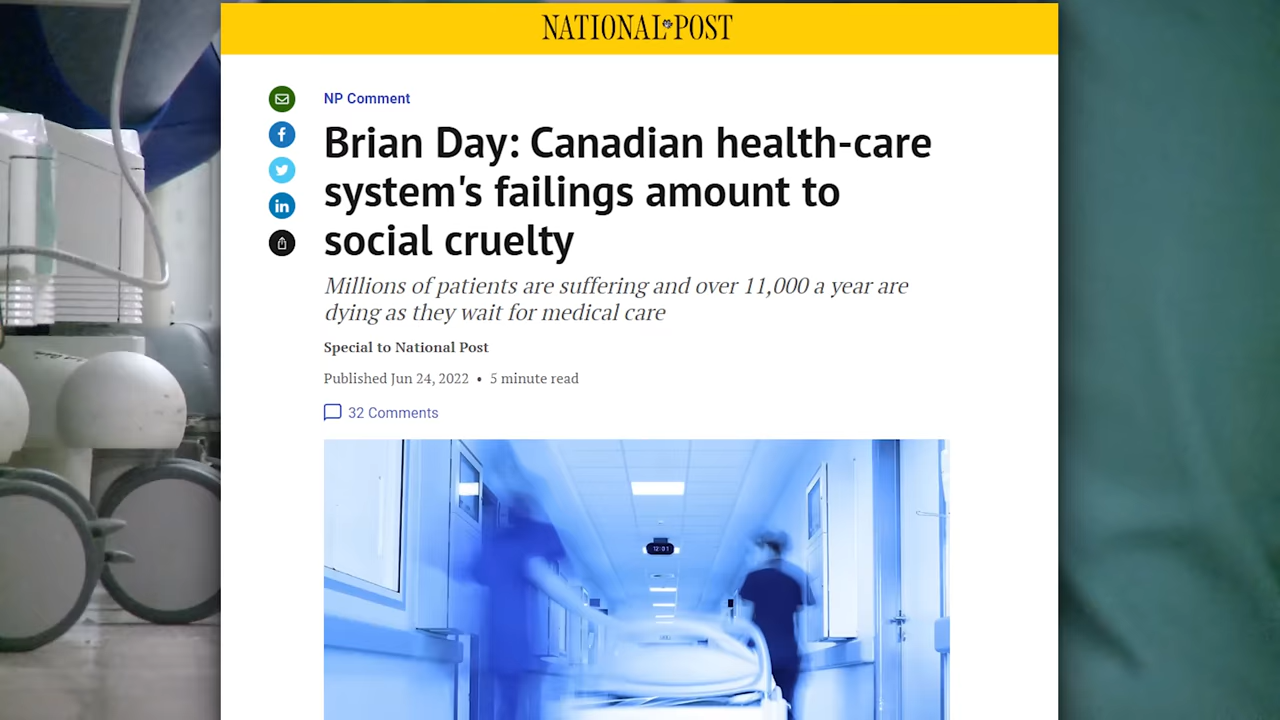 NATIONAL POST
NP Comment
Brian Day: Canadian health-care
system's failings amount to
social cruelty
Millions of patients are suffering and over 11,000 a year are
dying as they wait for medical care
Special to National Post
Published Jun 24, 2022 • 5 minute read
32 Comments
12:01